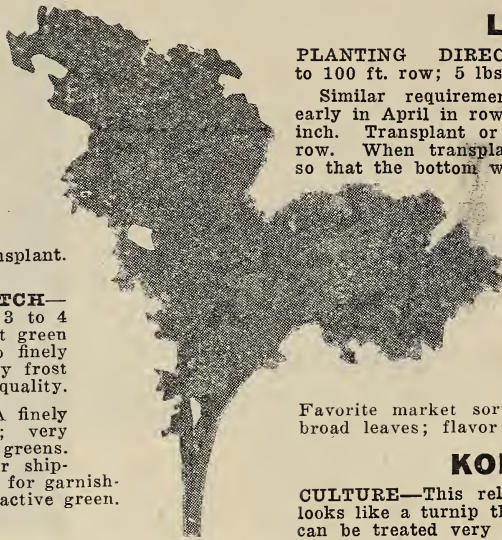 nsplant.
TCH—
3 to 4
t green
o finely
y frost
quality.
A finely
; very
greens.
r ship-
for garnish-
active green.
L
PLANTING DIREC
to 100 ft. row; 5 lbs
Similar requiremen
early in April in row
inch. Transplant or
row. When transpla
so that the bottom w
Favorite market sor
broad leaves; flavor
KO
CULTURE—This rel
looks like a turnip th
can be treated very